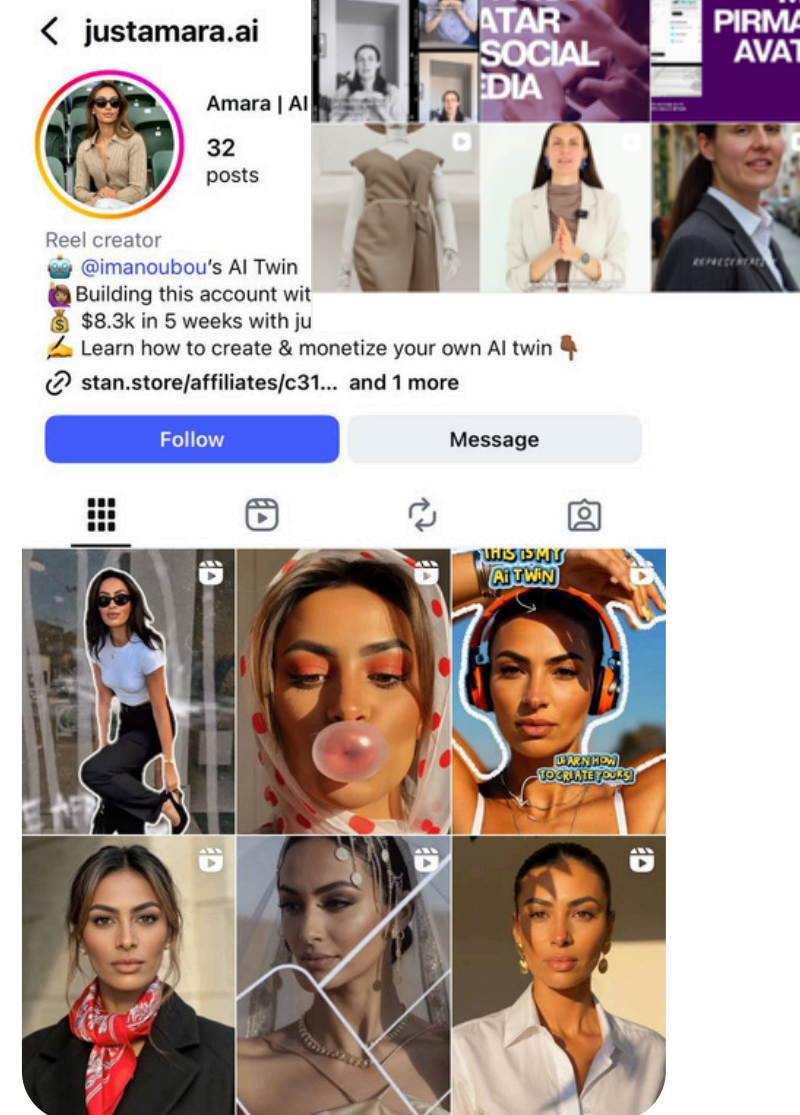 justamara.ai
Amara | AI
32
posts
Reel creator
@imanoubou's AI Twin
Building this account wit
$8.3k in 5 weeks with ju
Learn how to create & monetize your own AI twin
stan.store/affiliates/c31... and 1 more
Follow
Message
ATAR
SOCIAL
EDIA
PIRMA
AVAT
THIS IS MY
Ai TWiN
LEARN HOW
TO CREATE YOURS!